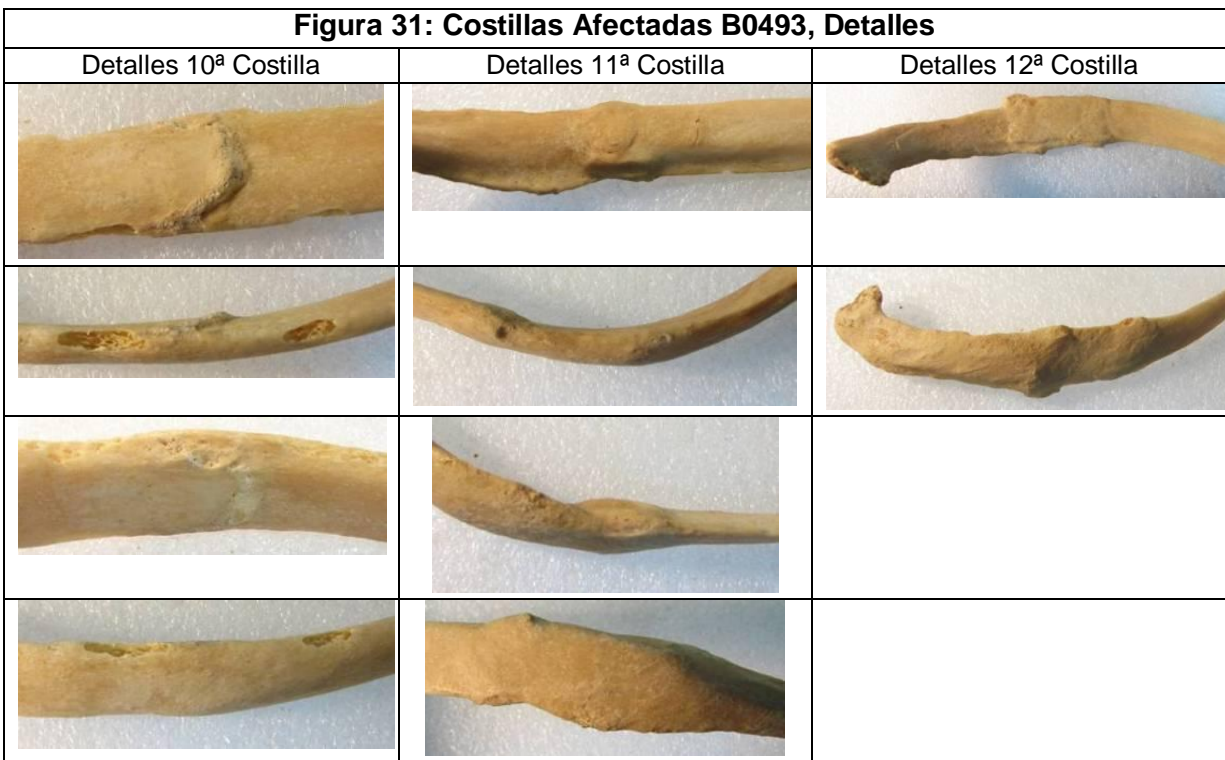 Figura 31: Costillas Afectadas B0493, Detalles
Detalles 10ª Costilla
Detalles 11ª Costilla
Detalles 12ª Costilla